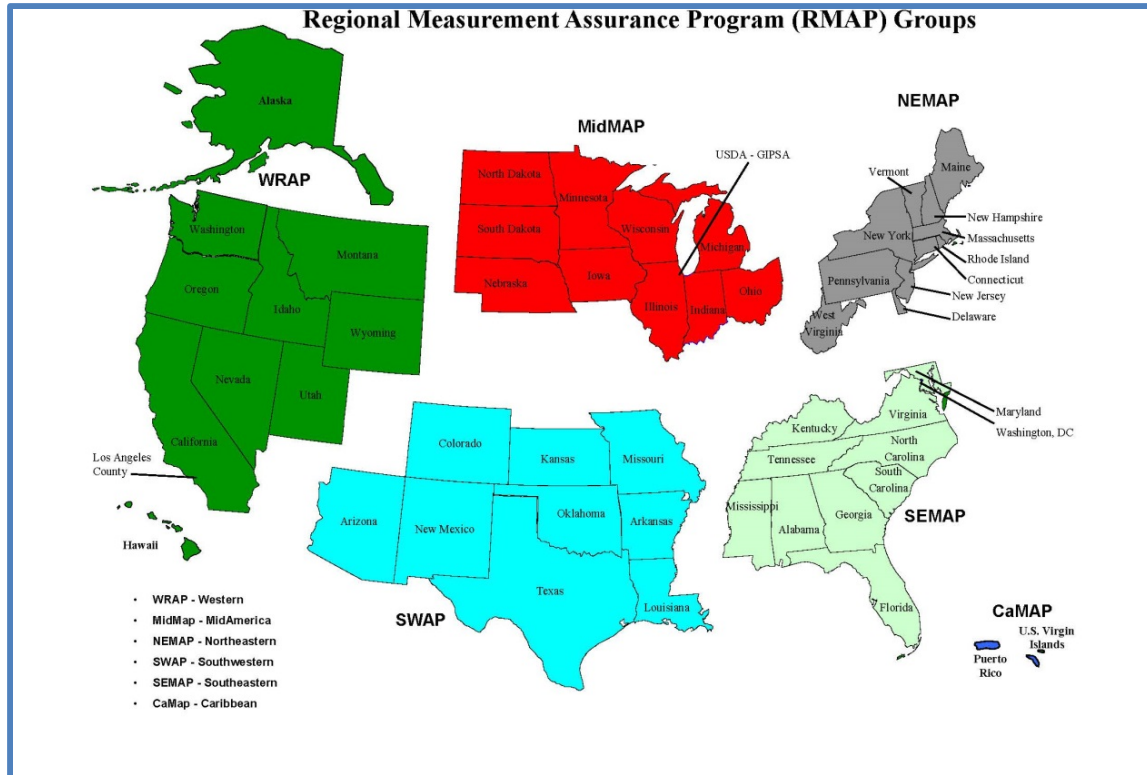 Regional Measurement Assurance Program (RMAP) Groups
Alaska
WRAP
Washington
Montana
Oregon
Idaho
Wyoming
Nevada
Utah
California
Los Angeles
County
Hawaii
MidMAP
USDA - GIPSA
North Dakota
Minnesota
South Dakota
Wisconsin
Michigan
Nebraska
Iowa
Illinois
Indiana
Ohio
NEMAP
Maine
Vermont
New Hampshire
New York
Massachusetts
Rhode Island
Connecticut
Pennsylvania
New Jersey
Delaware
West
Virginia
Colorado
Kansas
Missouri
Arizona
New Mexico
Oklahoma
Arkansas
Texas
Louisiana
SWAP
Maryland
Washington, DC
Virginia
Kentucky
North
Carolina
Tennessee
South
Carolina
Mississippi
Alabama
Georgia
SEMAP
Florida
CaMAP
U.S. Virgin
Islands
Puerto
Rico
• WRAP - Western
• MidMap - MidAmerica
• NEMAP - Northeastern
• SWAP - Southwestern
• SEMAP - Southeastern
• CaMap - Caribbean